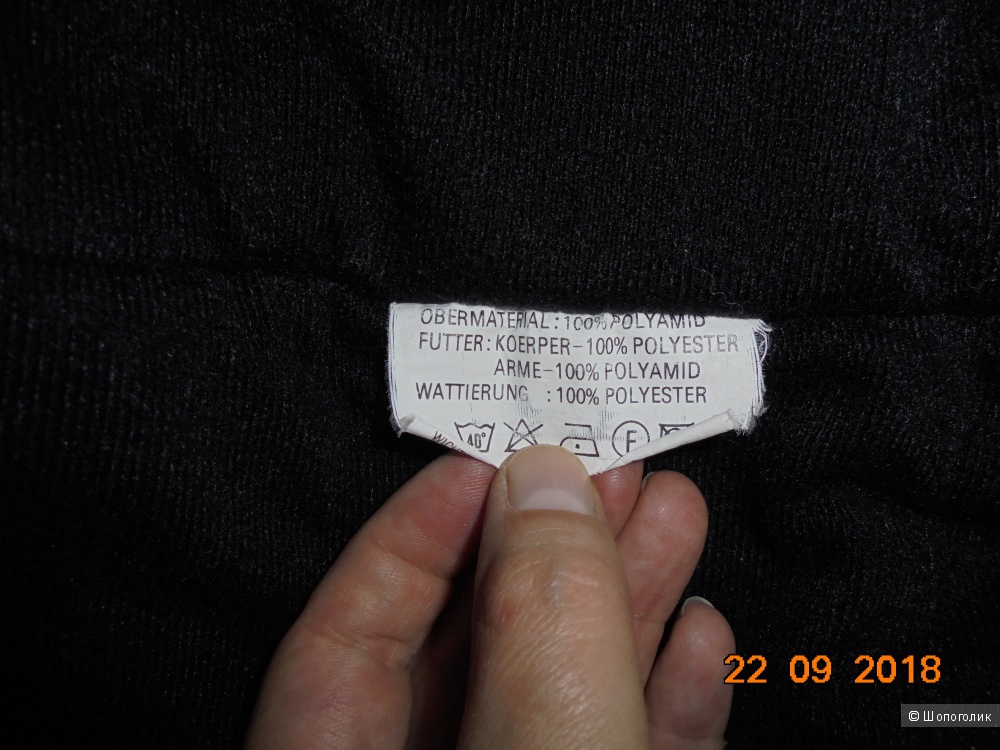 OBERMATERIAL : 100% POLYAMID
FUTTER: KOERPER-100% POLYESTER
ARME-100% POLYAMID
WATTIERUNG : 100% POLYESTER
40° F
22 09 2018
© Шопоголик